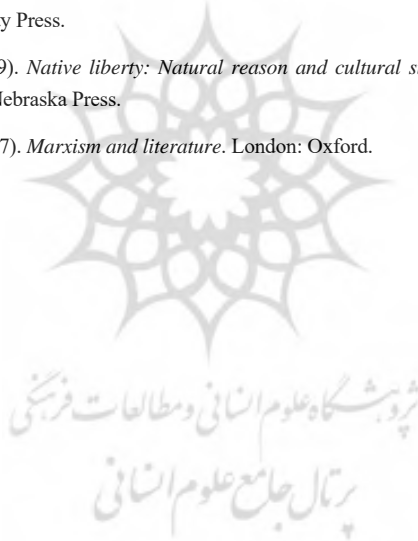 ty Press.
9). Native liberty: Natural reason and cultural s
Nebraska Press.
7). Marxism and literature. London: Oxford.
پژوهشگاه علوم انسانی و مطالعات فرهنگی
پرتال جامع علوم انسانی